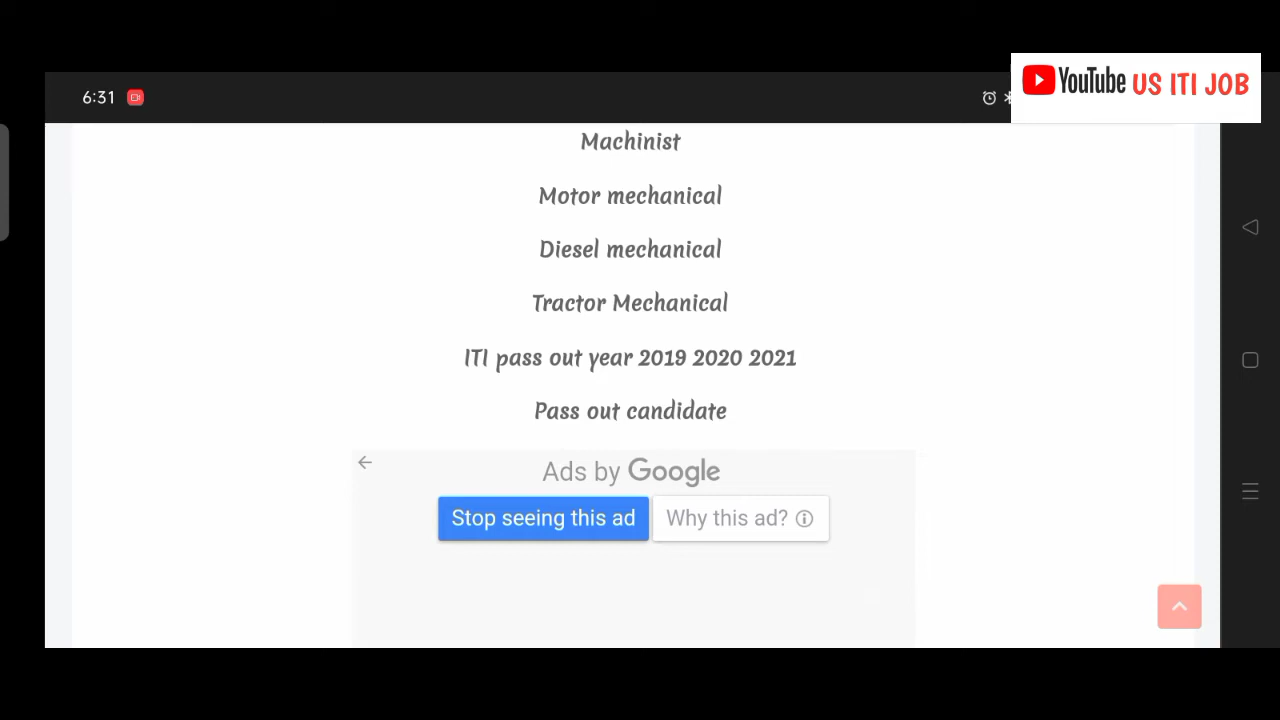 6:31
YouTube US ITI JOB
Machinist
Motor mechanical
Diesel mechanical
Tractor Mechanical
ITI pass out year 2019 2020 2021
Pass out candidate
Ads by Google
Stop seeing this ad
Why this ad?